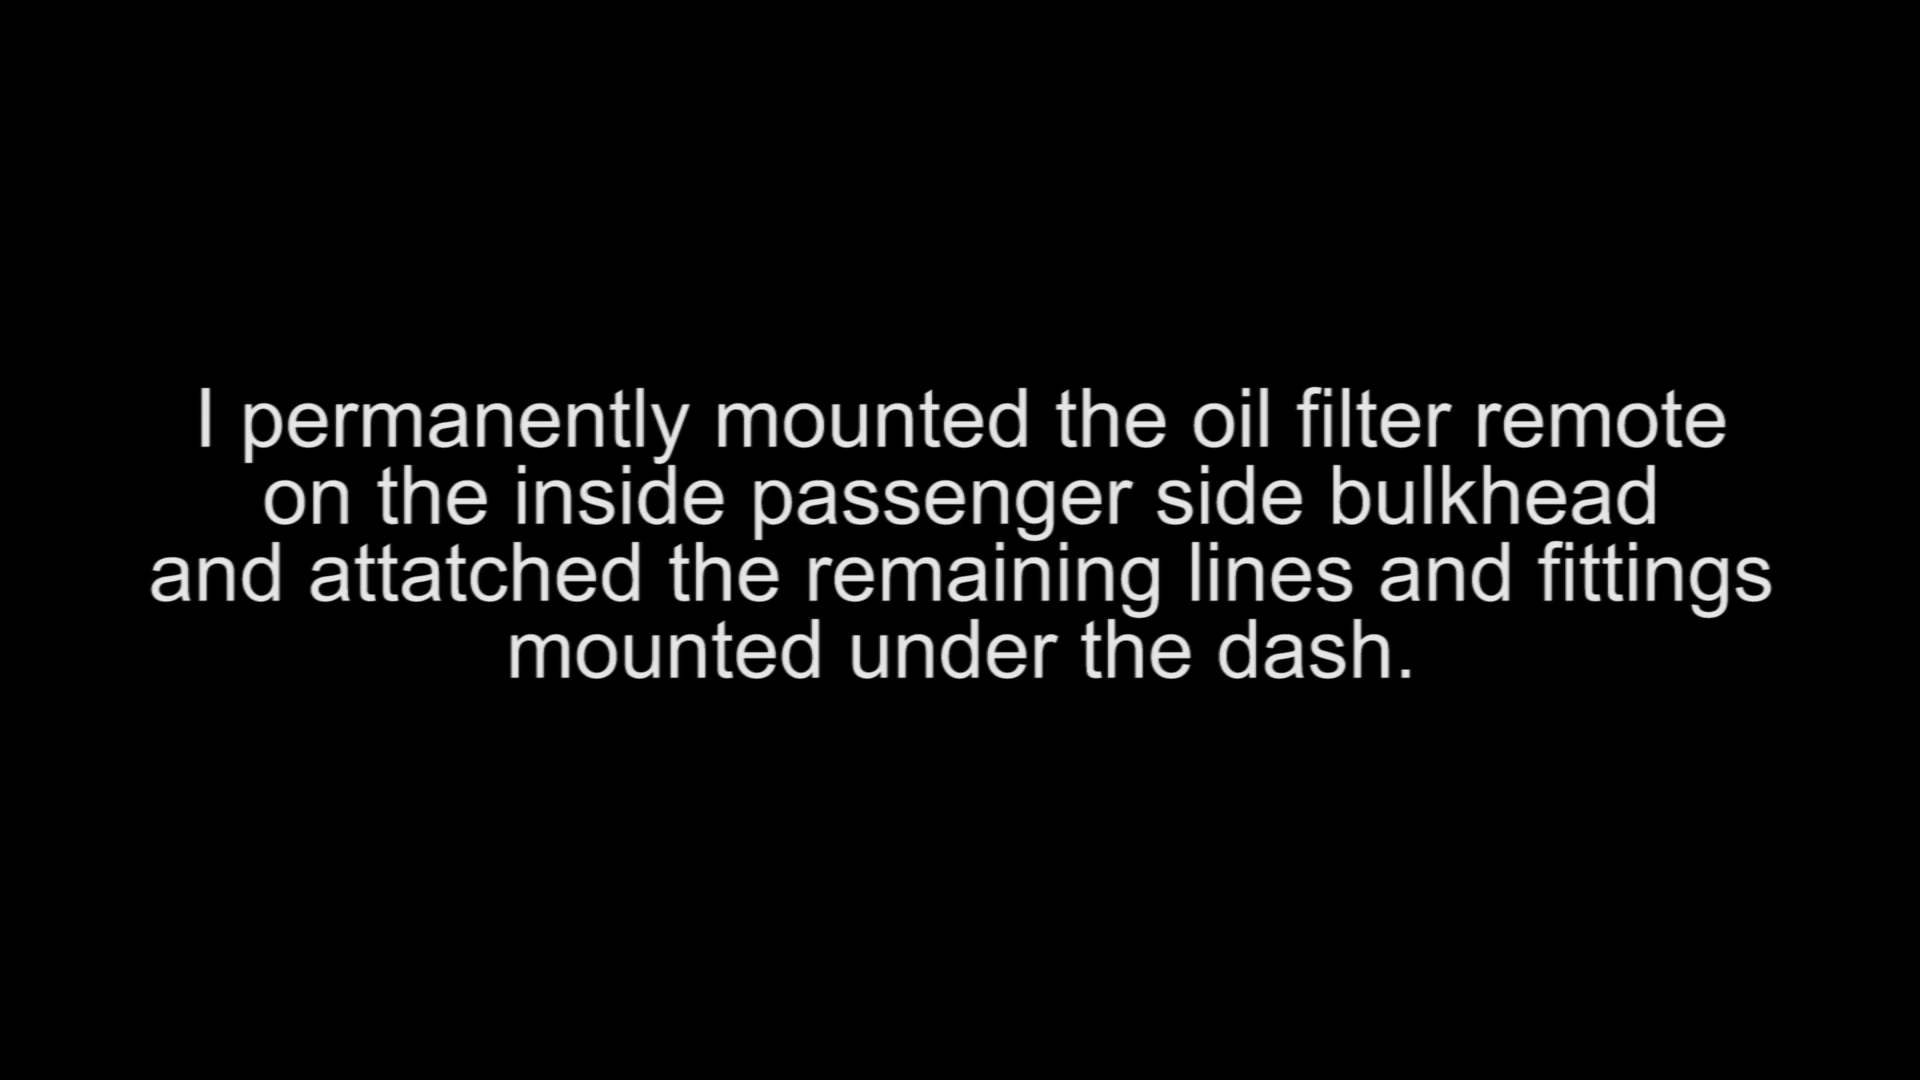 I permanently mounted the oil filter remote
on the inside passenger side bulkhead
and attatched the remaining lines and fittings
mounted under the dash.